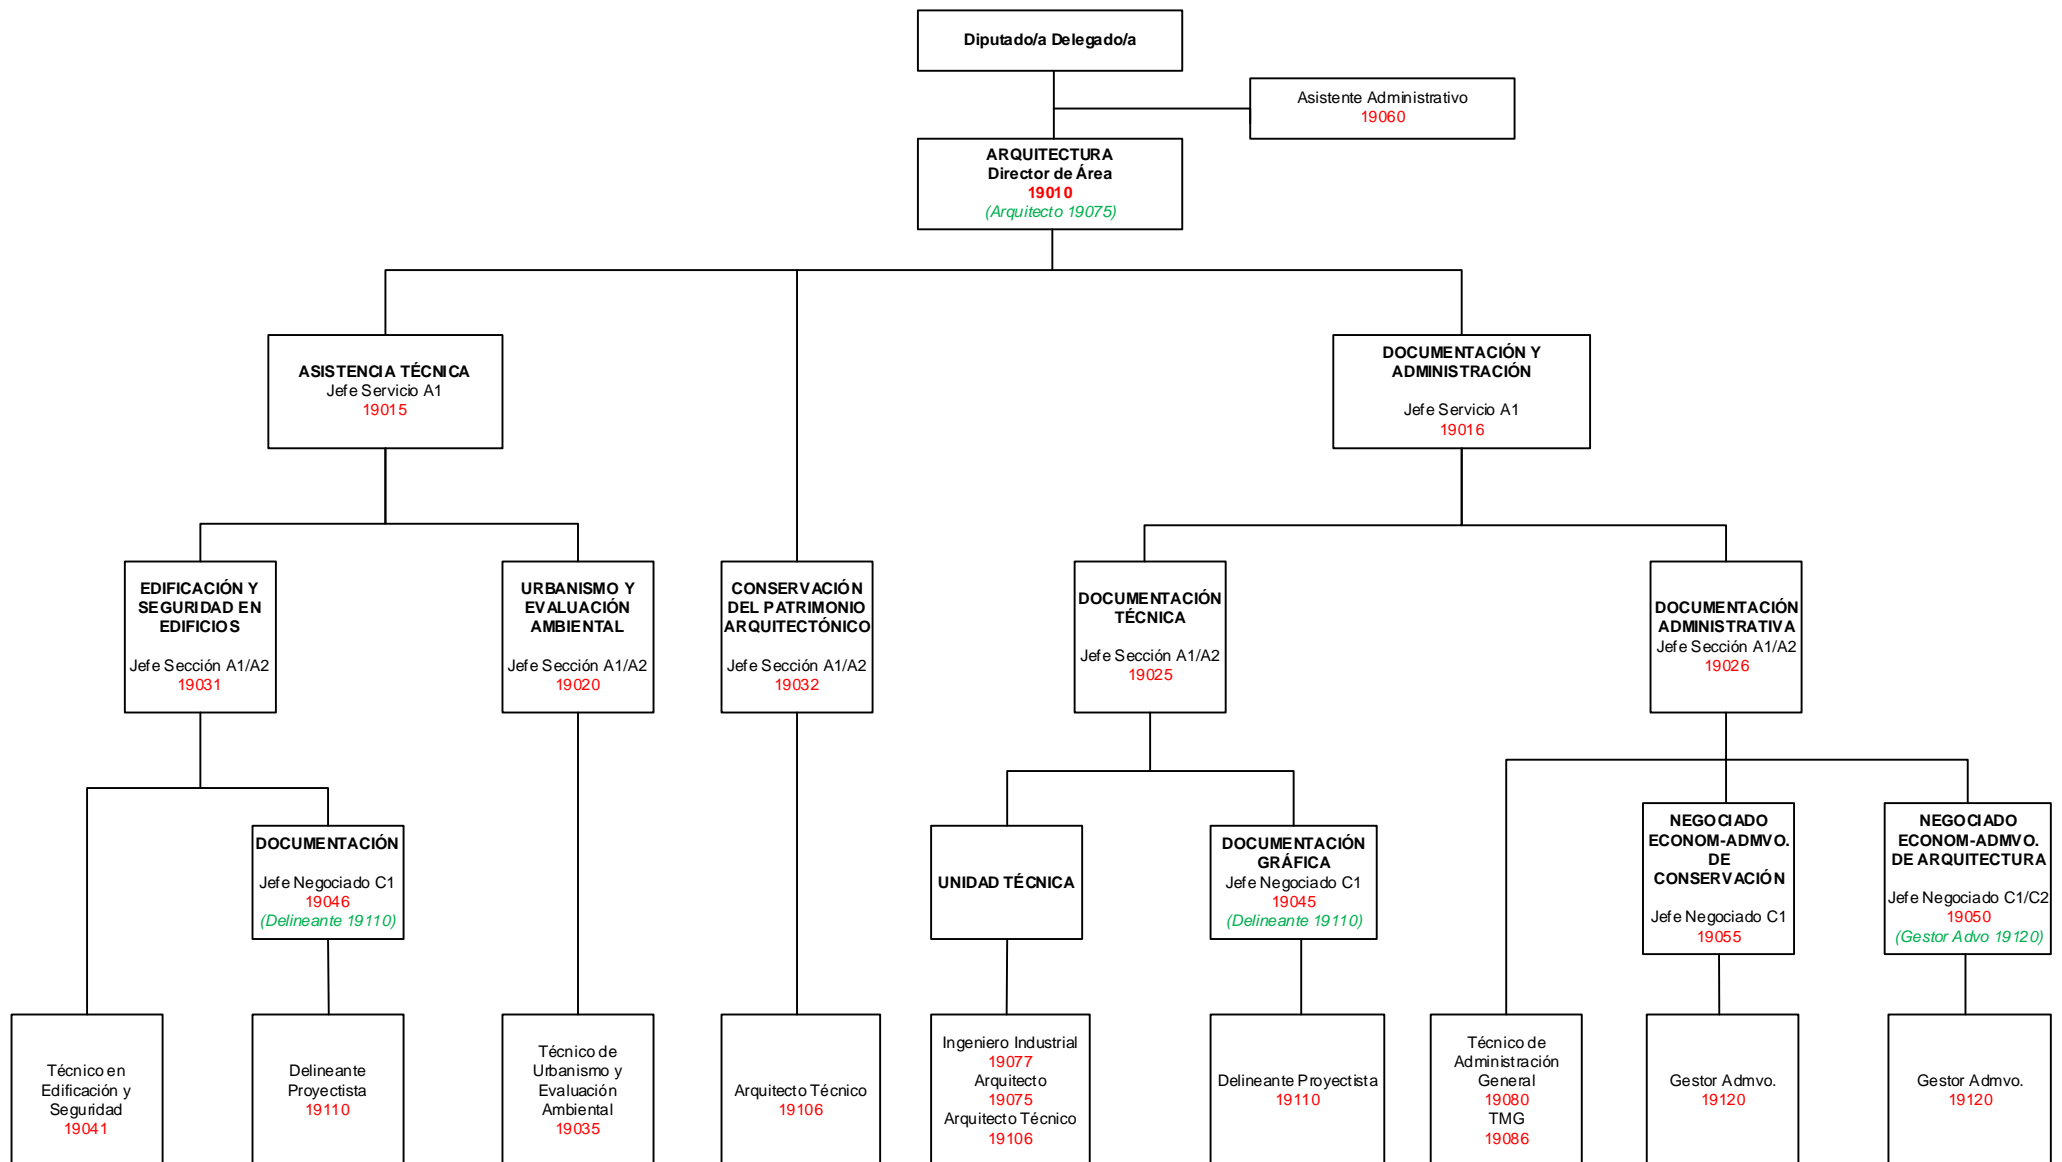 Diputado/a Delegado/a
Asistente Administrativo
19060
ARQUITECTURA
Director de Área
19010
(Arquitecto 19075)
ASISTENCIA TÉCNICA
Jefe Servicio A1
19015
DOCUMENTACIÓN Y
ADMINISTRACIÓN
Jefe Servicio A1
19016
EDIFICACIÓN Y
SEGURIDAD EN
EDIFICIOS
Jefe Sección A1/A2
19031
URBANISMO Y
EVALUACIÓN
AMBIENTAL
Jefe Sección A1/A2
19020
CONSERVACIÓN
DEL PATRIMONIO
ARQUITECTÓNICO
Jefe Sección A1/A2
19032
DOCUMENTACIÓN
TÉCNICA
Jefe Sección A1/A2
19025
DOCUMENTACIÓN
ADMINISTRATIVA
Jefe Sección A1/A2
19026
DOCUMENTACIÓN
Jefe Negociado C1
19046
(Delineante 19110)
UNIDAD TÉCNICA
DOCUMENTACIÓN
GRÁFICA
Jefe Negociado C1
19045
(Delineante 19110)
NEGOCIADO
ECONOM-ADMVO.
DE
CONSERVACIÓN
Jefe Negociado C1
19055
NEGOCIADO
ECONOM-ADMVO.
DE ARQUITECTURA
Jefe Negociado C1/C2
19050
(Gestor Advo 19120)
Técnico en
Edificación y
Seguridad
19041
Delineante
Proyectista
19110
Técnico de
Urbanismo y
Evaluación
Ambiental
19035
Arquitecto Técnico
19106
Ingeniero Industrial
19077
Arquitecto
19075
Arquitecto Técnico
19106
Delineante Proyectista
19110
Técnico de
Administración
General
19080
TMG
19086
Gestor Admvo.
19120
Gestor Admvo.
19120